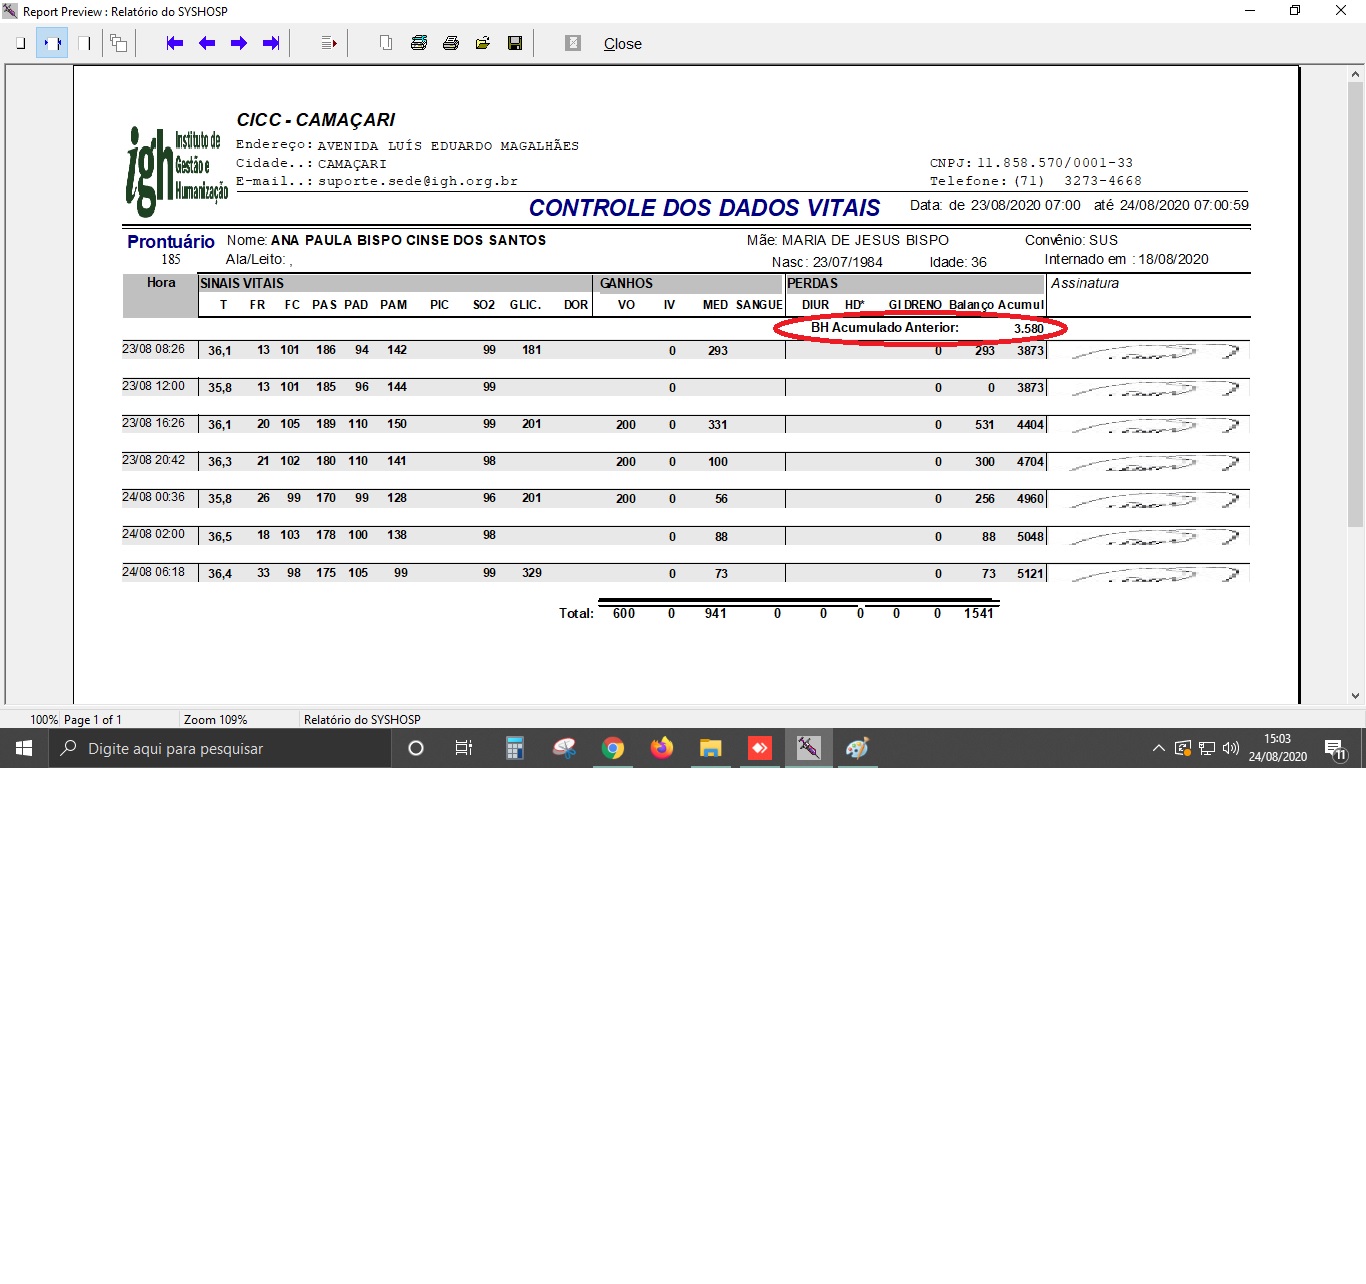 Report Preview : Relatório do SYSHOSP
Close
igh Instituto de Gestão e Humanização
CICC - CAMAÇARI
Endereço: AVENIDA LUÍS EDUARDO MAGALHÃES
Cidade..: CAMAÇARI CNPJ: 11.858.570/0001-33
E-mail..: suporte.sede@igh.org.br Telefone: (71) 3273-4668
CONTROLE DOS DADOS VITAIS Data: de 23/08/2020 07:00 até 24/08/2020 07:00:59
Prontuário Nome: ANA PAULA BISPO CINSE DOS SANTOS Mãe: MARIA DE JESUS BISPO Convênio: SUS
185 Ala/Leito: , Nasc: 23/07/1984 Idade: 36 Internado em : 18/08/2020
Hora SINAIS VITAIS GANHOS PERDAS Assinatura
T FR FC PAS PAD PAM PIC SO2 GLIC. DOR VO IV MED SANGUE DIUR HD* GI DRENO Balanço Acumul
BH Acumulado Anterior: 3.580
23/08 08:26 36,1 13 101 186 94 142 99 181 0 293 0 293 3873
23/08 12:00 35,8 13 101 185 96 144 99 0 0 0 3873
23/08 16:26 36,1 20 105 189 110 150 99 201 200 0 331 0 531 4404
23/08 20:42 36,3 21 102 180 110 141 98 200 0 100 0 300 4704
24/08 00:36 35,8 26 99 170 99 128 96 201 200 0 56 0 256 4960
24/08 02:00 36,5 18 103 178 100 138 98 0 88 0 88 5048
24/08 06:18 36,4 33 98 175 105 99 99 329 0 73 0 73 5121
Total: 600 0 941 0 0 0 0 0 1541
100% Page 1 of 1 Zoom 109% Relatório do SYSHOSP
Digite aqui para pesquisar
15:03
24/08/2020
11